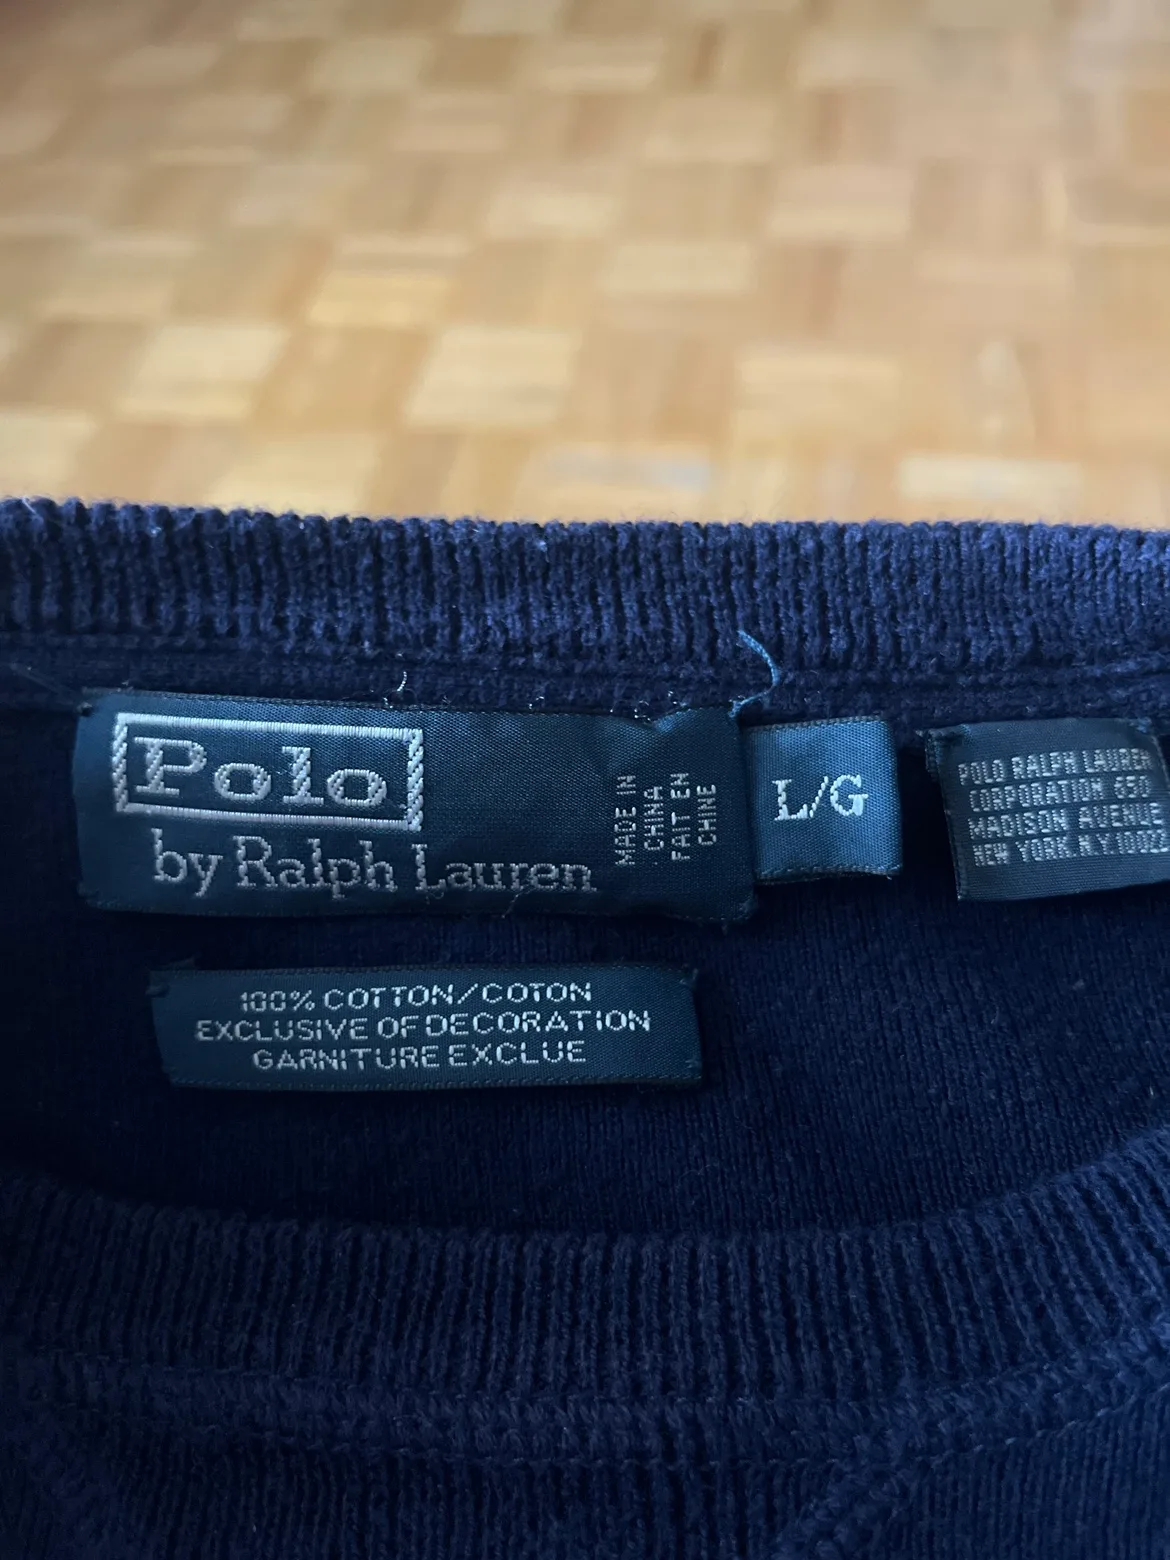 Polo
by Ralph Lauren
MADE IN
CHINA
FAIT EN
CHINE
L/G
POLO RALPH LAUREN
CORPORATION 650
MADISON AVENUE
NEW YORK N.Y. 10022
100% COTTON/COTON
EXCLUSIVE OF DECORATION
GARNITURE EXCLUE